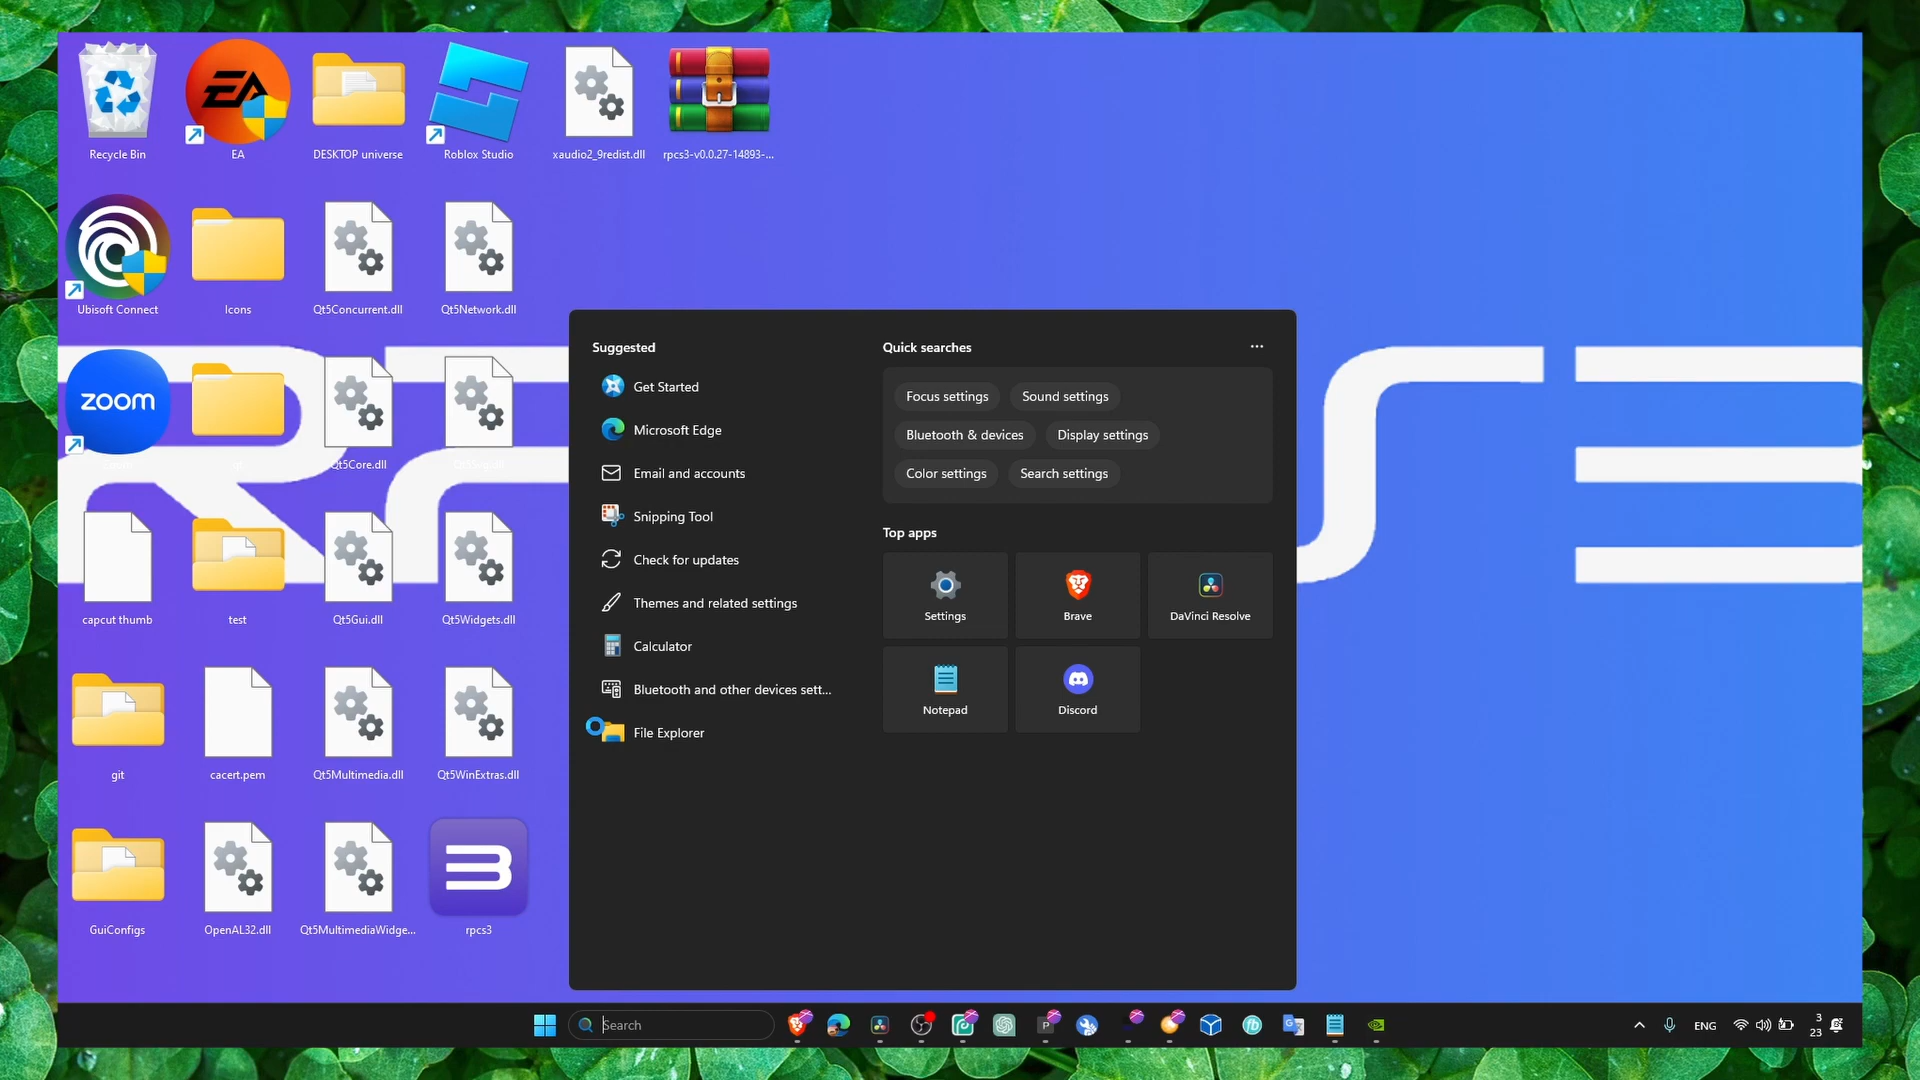 Recycle Bin
EA
DESKTOP universe
Roblox Studio
xaudio2_9redist.dll
rpcs3-v0.0.27-14893-...
Ubisoft Connect
Icons
Qt5Concurrent.dll
Qt5Network.dll
zoom
Qt5Core.dll
capcut thumb
test
Qt5Gui.dll
Qt5Widgets.dll
git
cacert.pem
Qt5Multimedia.dll
Qt5WinExtras.dll
GuiConfigs
OpenAL32.dll
Qt5MultimediaWidge...
rpcs3
Suggested
Get Started
Microsoft Edge
Email and accounts
Snipping Tool
Check for updates
Themes and related settings
Calculator
Bluetooth and other devices sett...
File Explorer
Quick searches
Focus settings
Sound settings
Bluetooth & devices
Display settings
Color settings
Search settings
Top apps
Settings
Brave
DaVinci Resolve
Notepad
Discord
Search
ENG
3
23